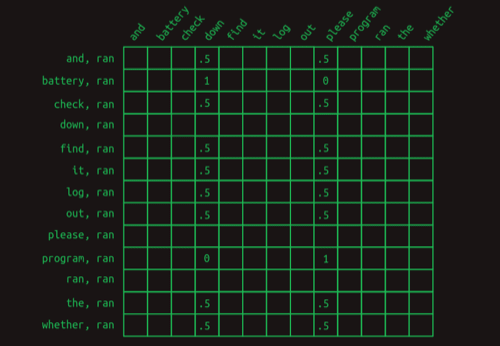 and battery check down find it log out please program ran the whether
and, ran .5 .5
battery, ran 1 0
check, ran .5 .5
down, ran
find, ran .5 .5
it, ran .5 .5
log, ran .5 .5
out, ran .5 .5
please, ran
program, ran 0 1
ran, ran
the, ran .5 .5
whether, ran .5 .5